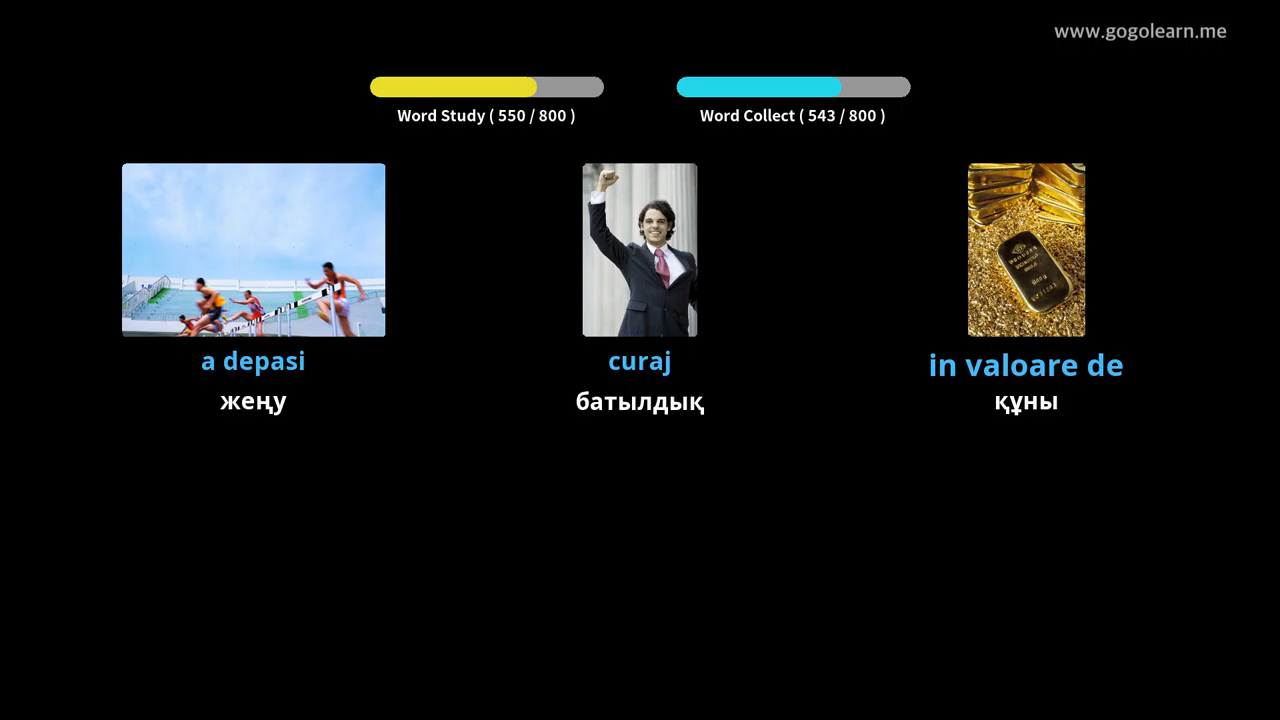 www.gogolearn.me
Word Study ( 550 / 800 )
Word Collect ( 543 / 800 )
a depasi
curaj
in valoare de
жеңу
батылдық
құны